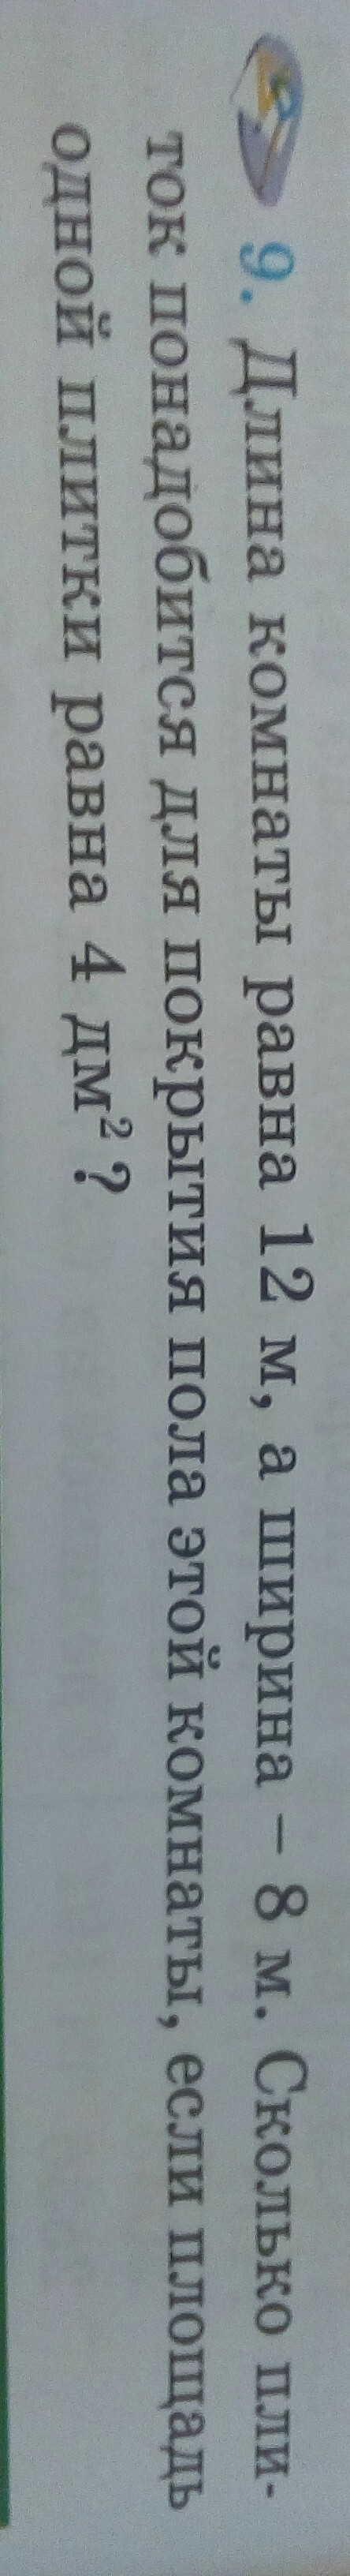 9. Длина комнаты равна 12 м, а ширина – 8 м. Сколько пли-
ток понадобится для покрытия пола этой комнаты, если площадь
одной плитки равна 4 дм²?